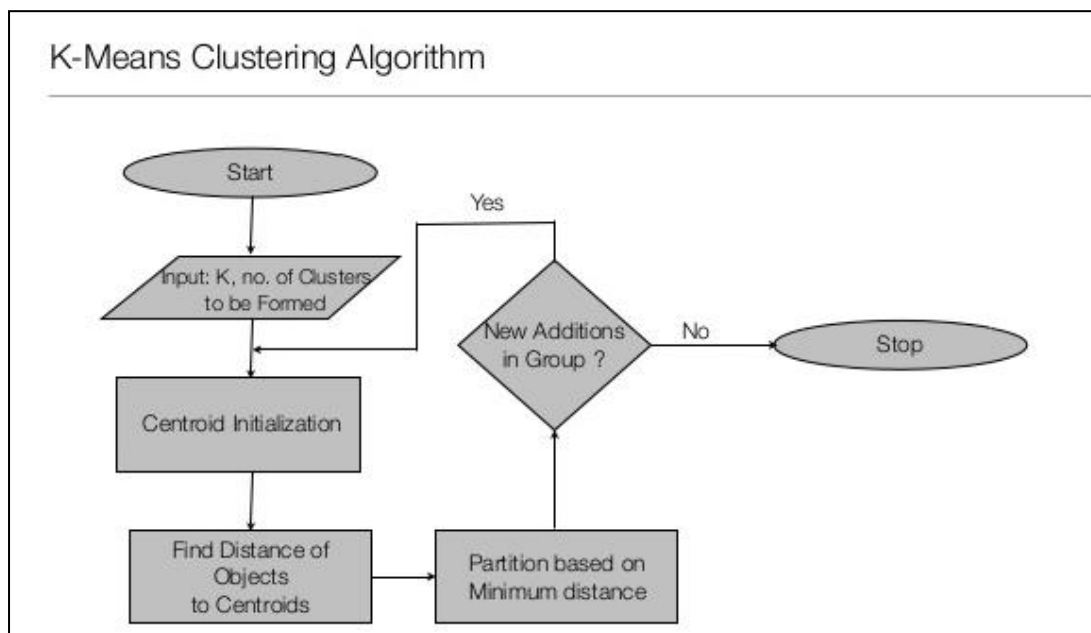 K-Means Clustering Algorithm
Start
Input: K, no. of Clusters
to be Formed
Centroid Initialization
Find Distance of
Objects
to Centroids
Partition based on
Minimum distance
New Additions
in Group ?
Yes
No
Stop